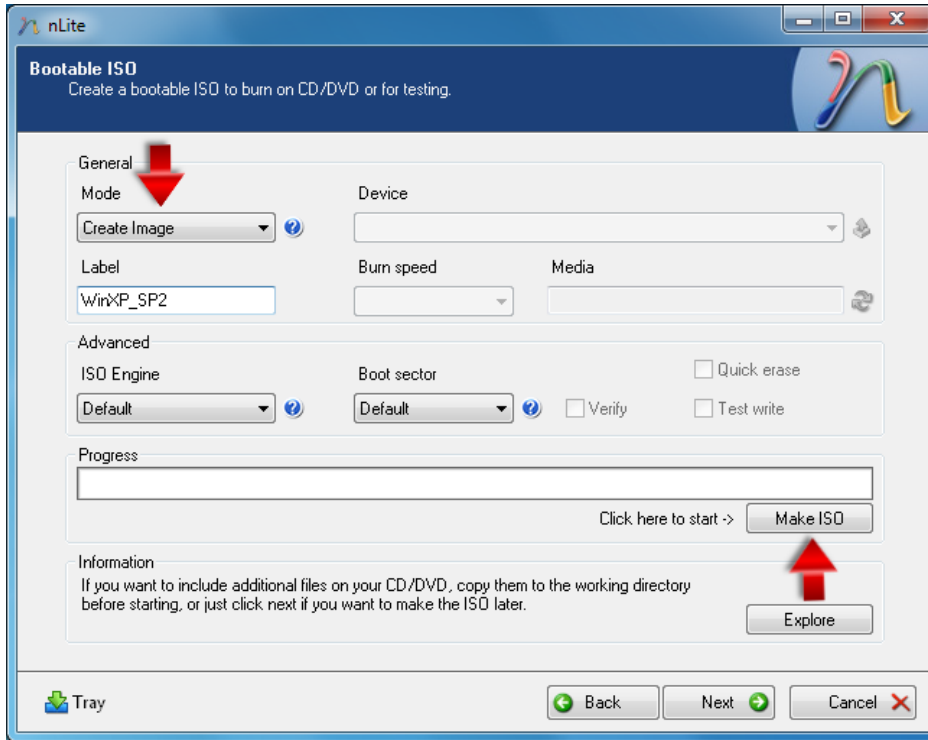 nLite
Bootable ISO
Create a bootable ISO to burn on CD/DVD or for testing.
General
Mode
Device
Create Image
Label
Burn speed
Media
WinXP_SP2
Advanced
ISO Engine
Boot sector
Quick erase
Default
Default
Verify
Test write
Progress
Click here to start ->
Make ISO
Information
If you want to include additional files on your CD/DVD, copy them to the working directory
before starting, or just click next if you want to make the ISO later.
Explore
Tray
Back
Next
Cancel